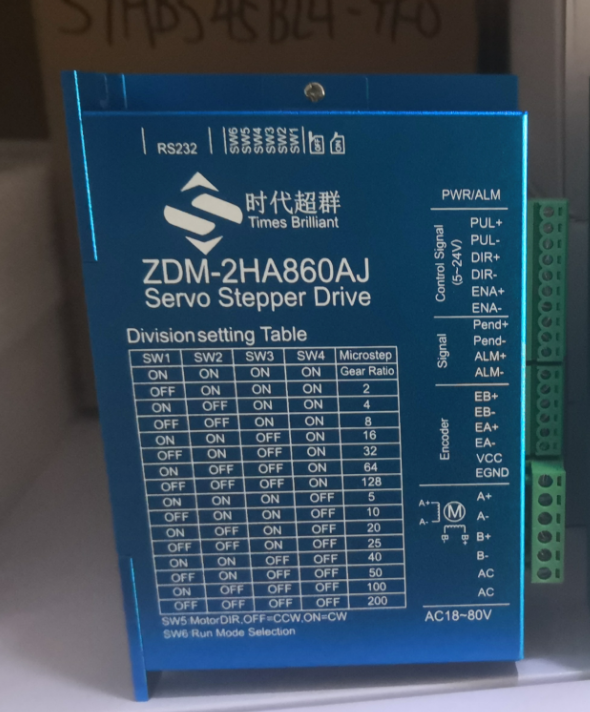 RS232
SW6
SW5
SW4
SW3
SW2
SW1
OFF
ON
时代超群
Times Brilliant
ZDM-2HA860AJ
Servo Stepper Drive
Division setting Table
SW1 SW2 SW3 SW4 Microstep
ON ON ON ON Gear Ratio
OFF ON ON ON 2
ON OFF ON ON 4
OFF OFF ON ON 8
ON ON OFF ON 16
OFF ON OFF ON 32
ON OFF OFF ON 64
OFF OFF OFF ON 128
ON ON ON OFF 5
OFF ON ON OFF 10
ON OFF ON OFF 20
OFF OFF ON OFF 25
ON ON OFF OFF 40
OFF ON OFF OFF 50
ON OFF OFF OFF 100
OFF OFF OFF OFF 200
SW5:MotorDIR,OFF=CCW,ON=CW
SW6:Run Mode Selection
PWR/ALM
Control Signal
(5~24V)
PUL+
PUL-
DIR+
DIR-
ENA+
ENA-
Signal
Pend+
Pend-
ALM+
ALM-
Encoder
EB+
EB-
EA+
EA-
VCC
EGND
A+
A-
M
B-
B+
A+
A-
B+
B-
AC
AC
AC18~80V